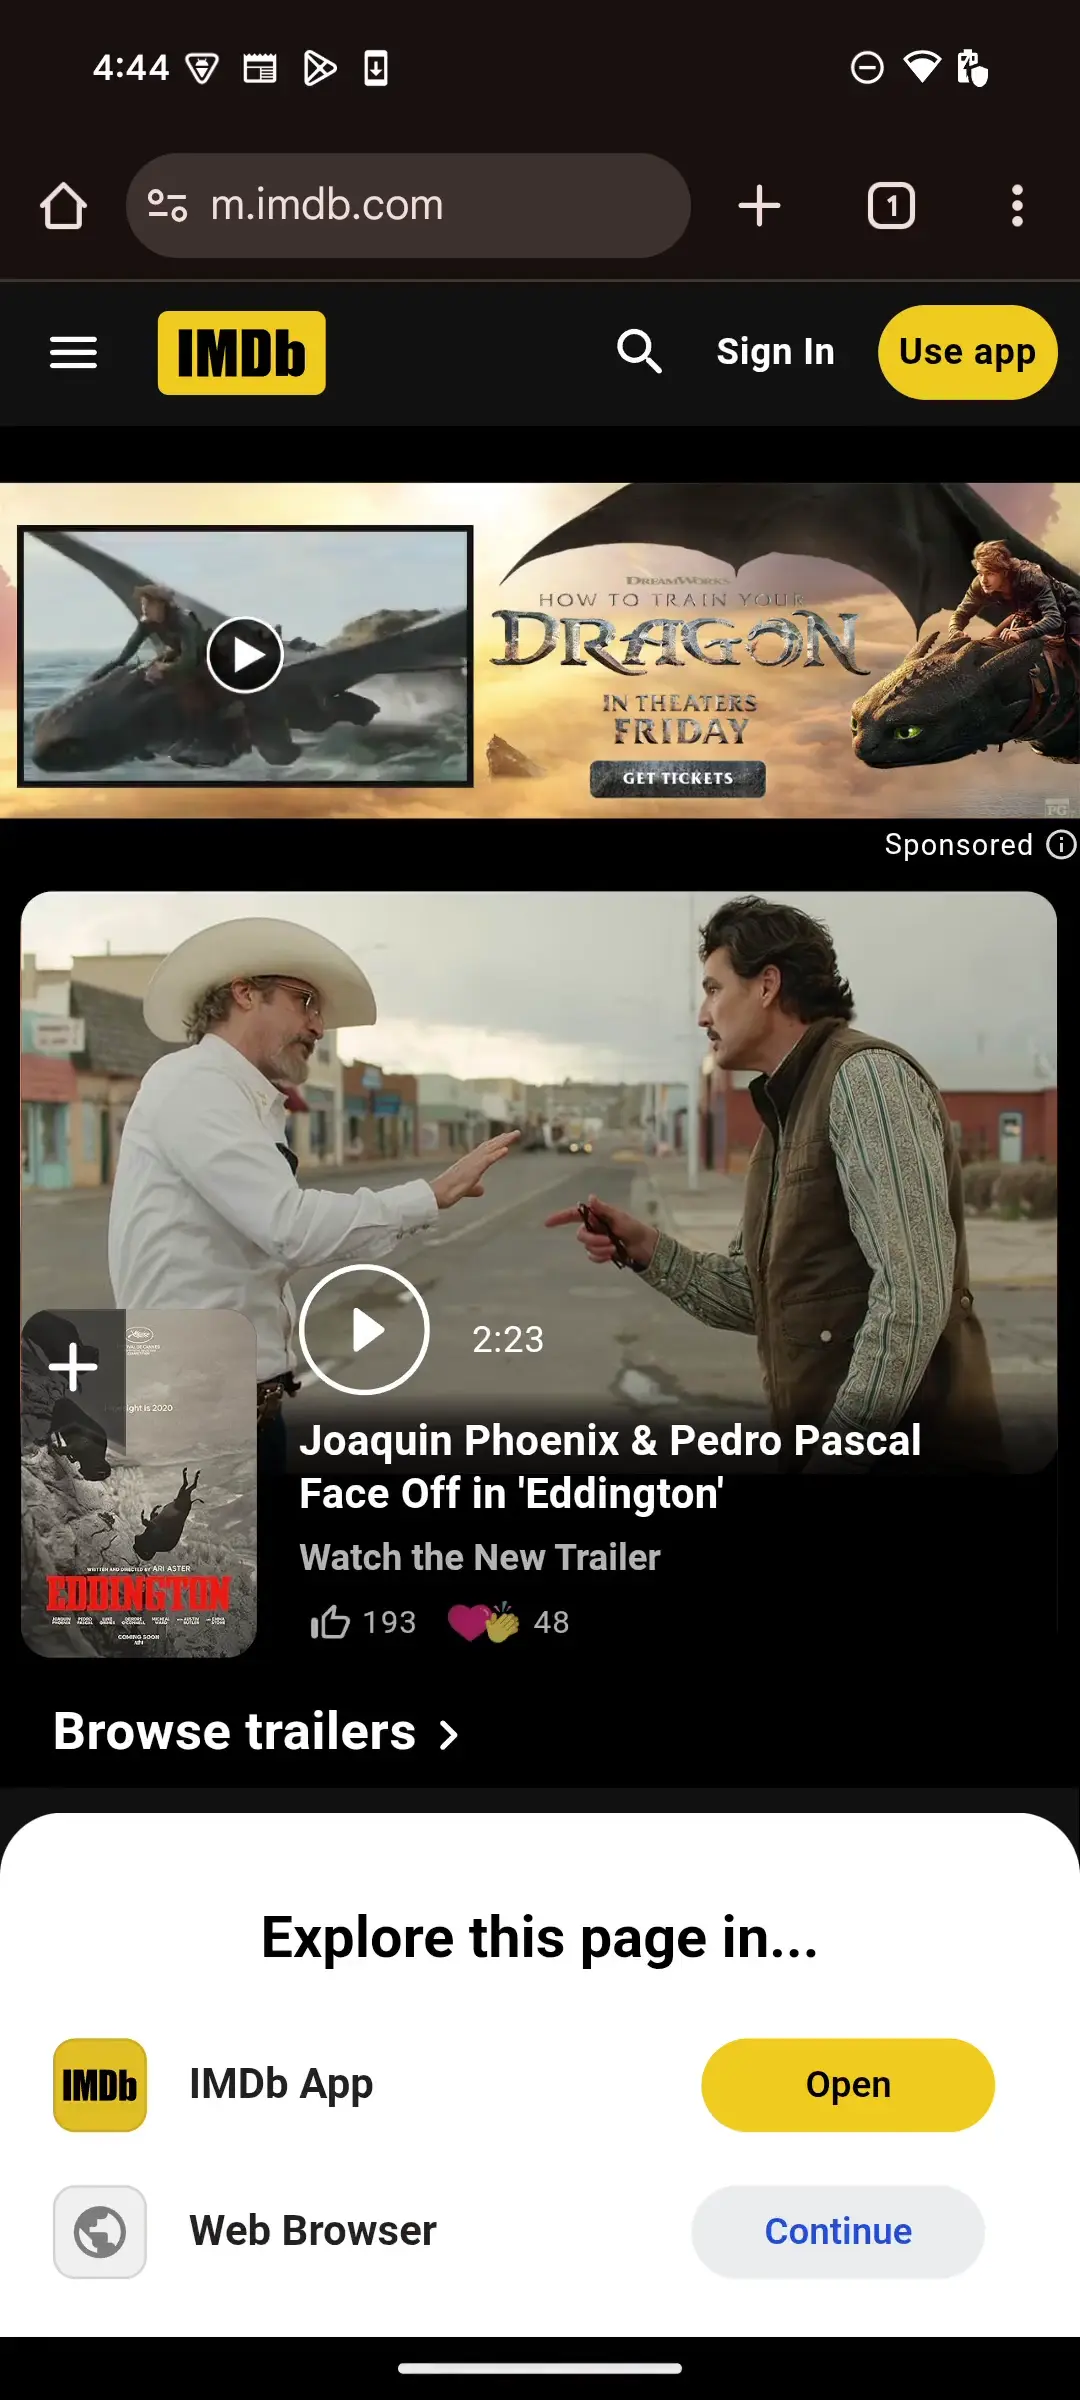 4:44
m.imdb.com
1
IMDb
Sign In
Use app
DREAMWORKS
HOW TO TRAIN YOUR
DRAGON
IN THEATERS
FRIDAY
GET TICKETS
PG
Sponsored
2:23
Joaquin Phoenix & Pedro Pascal
Face Off in 'Eddington'
Watch the New Trailer
193
48
WRITTEN AND DIRECTED BY ARI ASTER
EDDINGTON
COMING SOON
Browse trailers
Explore this page in...
IMDb
IMDb App
Open
Web Browser
Continue